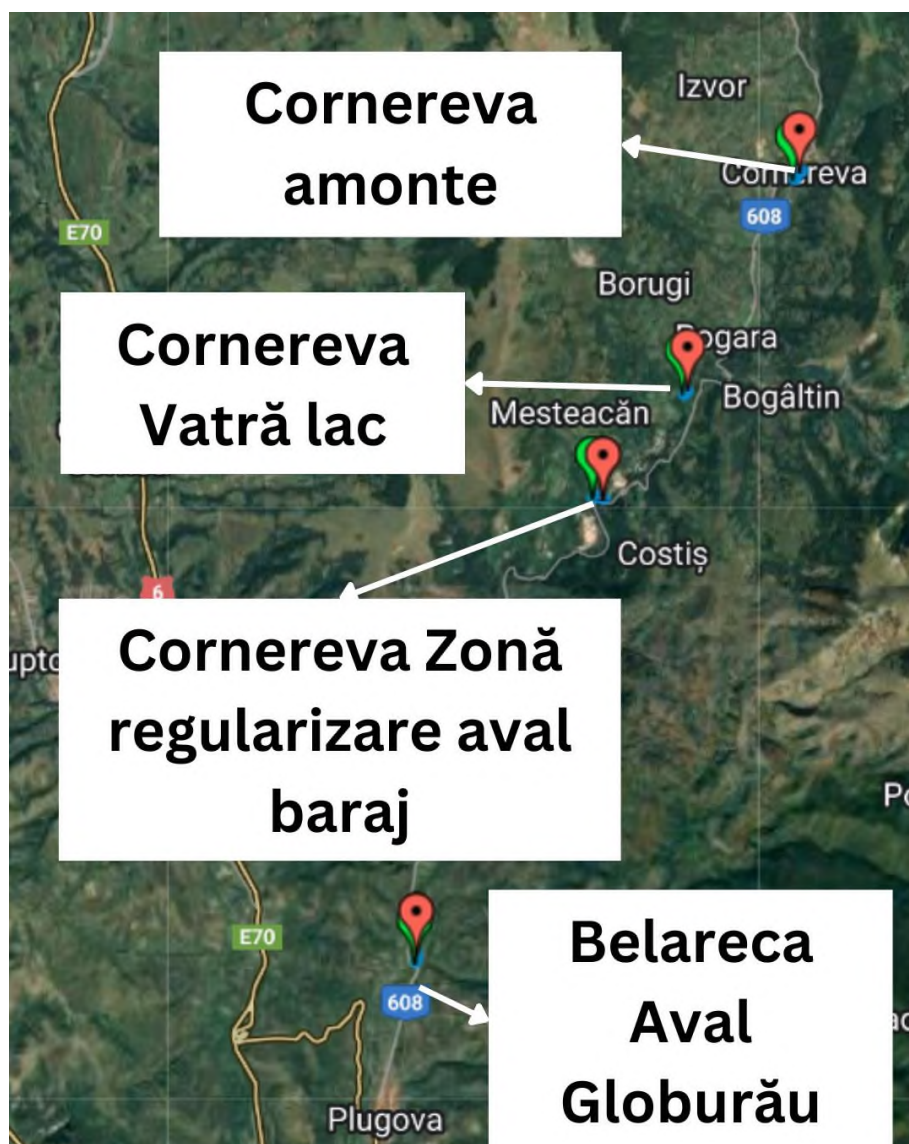 Cornereva
amonte
Izvor
Cornereva
E70
608
Borugi
Cornereva
Vatră lac
Bogâltin
Mesteacăn
Costiș
6
Cornereva Zonă
regularizare aval
baraj
E70
608
Belareca
Aval
Globurău
Plugova